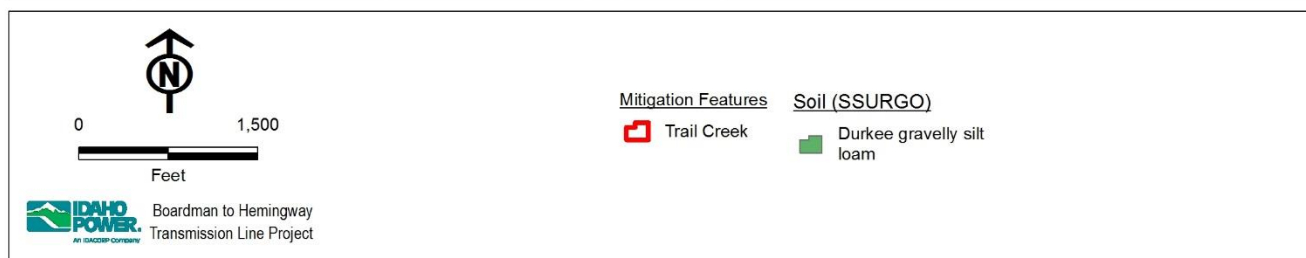 N
0 1,500
Feet
IDAHO
POWER.
An IDACORP Company
Boardman to Hemingway
Transmission Line Project
Mitigation Features
Trail Creek
Soil (SSURGO)
Durkee gravelly silt
loam